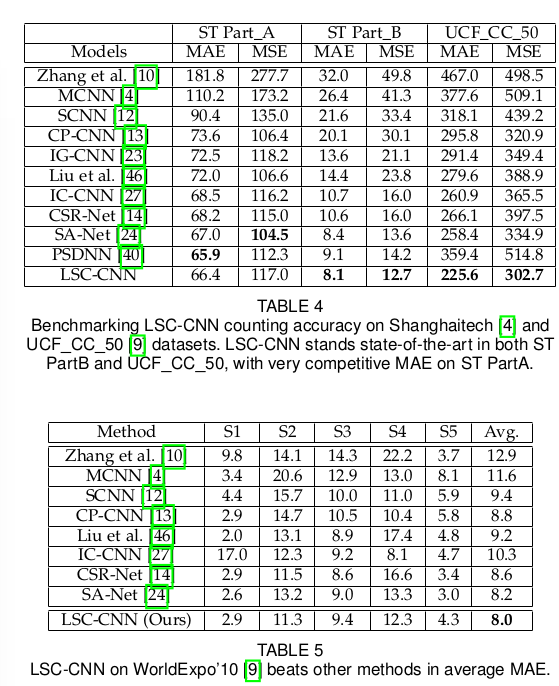 ST Part_A ST Part_B UCF_CC_50
Models MAE MSE MAE MSE MAE MSE
Zhang et al. [10] 181.8 277.7 32.0 49.8 467.0 498.5
MCNN [4] 110.2 173.2 26.4 41.3 377.6 509.1
SCNN [12] 90.4 135.0 21.6 33.4 318.1 439.2
CP-CNN [13] 73.6 106.4 20.1 30.1 295.8 320.9
IG-CNN [23] 72.5 118.2 13.6 21.1 291.4 349.4
Liu et al. [46] 72.0 106.6 14.4 23.8 279.6 388.9
IC-CNN [27] 68.5 116.2 10.7 16.0 260.9 365.5
CSR-Net [14] 68.2 115.0 10.6 16.0 266.1 397.5
SA-Net [24] 67.0 104.5 8.4 13.6 258.4 334.9
PSDNN [40] 65.9 112.3 9.1 14.2 359.4 514.8
LSC-CNN 66.4 117.0 8.1 12.7 225.6 302.7
TABLE 4
Benchmarking LSC-CNN counting accuracy on Shanghaitech [4] and
UCF_CC_50 [9] datasets. LSC-CNN stands state-of-the-art in both ST
PartB and UCF_CC_50, with very competitive MAE on ST PartA.
Method S1 S2 S3 S4 S5 Avg.
Zhang et al. [10] 9.8 14.1 14.3 22.2 3.7 12.9
MCNN [4] 3.4 20.6 12.9 13.0 8.1 11.6
SCNN [12] 4.4 15.7 10.0 11.0 5.9 9.4
CP-CNN [13] 2.9 14.7 10.5 10.4 5.8 8.8
Liu et al. [46] 2.0 13.1 8.9 17.4 4.8 9.2
IC-CNN [27] 17.0 12.3 9.2 8.1 4.7 10.3
CSR-Net [14] 2.9 11.5 8.6 16.6 3.4 8.6
SA-Net [24] 2.6 13.2 9.0 13.3 3.0 8.2
LSC-CNN (Ours) 2.9 11.3 9.4 12.3 4.3 8.0
TABLE 5
LSC-CNN on WorldExpo'10 [9] beats other methods in average MAE.